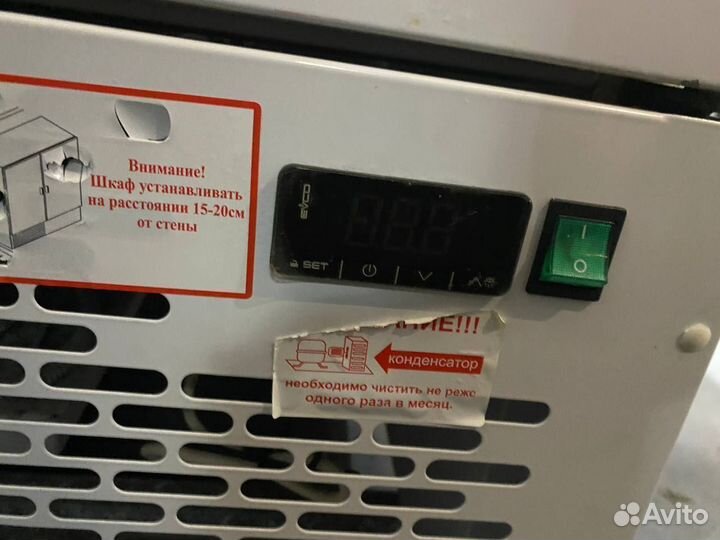 Внимание!
Шкаф устанавливать
на расстоянии 15-20см
от стены
EVCO
SET
I
O
АНИЕ!!!
конденсатор
необходимо чистить не реже
одного раза в месяц.
Avito